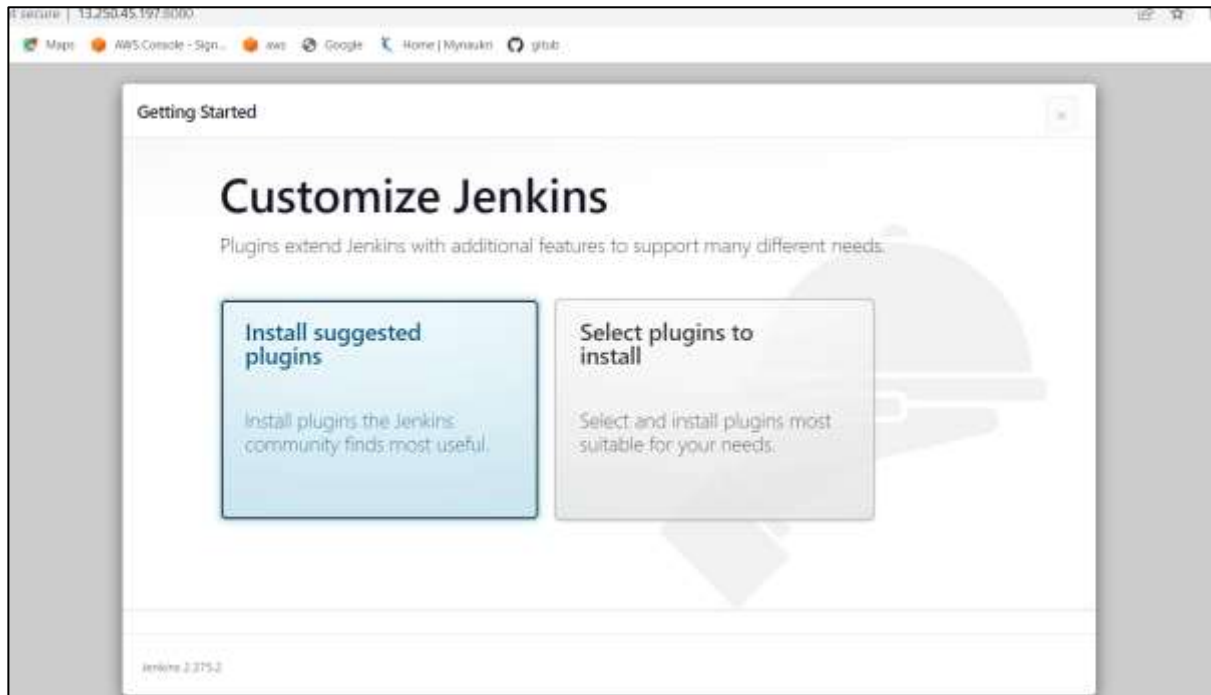 t secure | 13.250.45.197:8080
Maps AWS Console - Sign... aws Google Home | Mynaukri gitub
Getting Started
Customize Jenkins
Plugins extend Jenkins with additional features to support many different needs.
Install suggested
plugins
Install plugins the Jenkins
community finds most useful.
Select plugins to
install
Select and install plugins most
suitable for your needs.
Jenkins 2.375.2